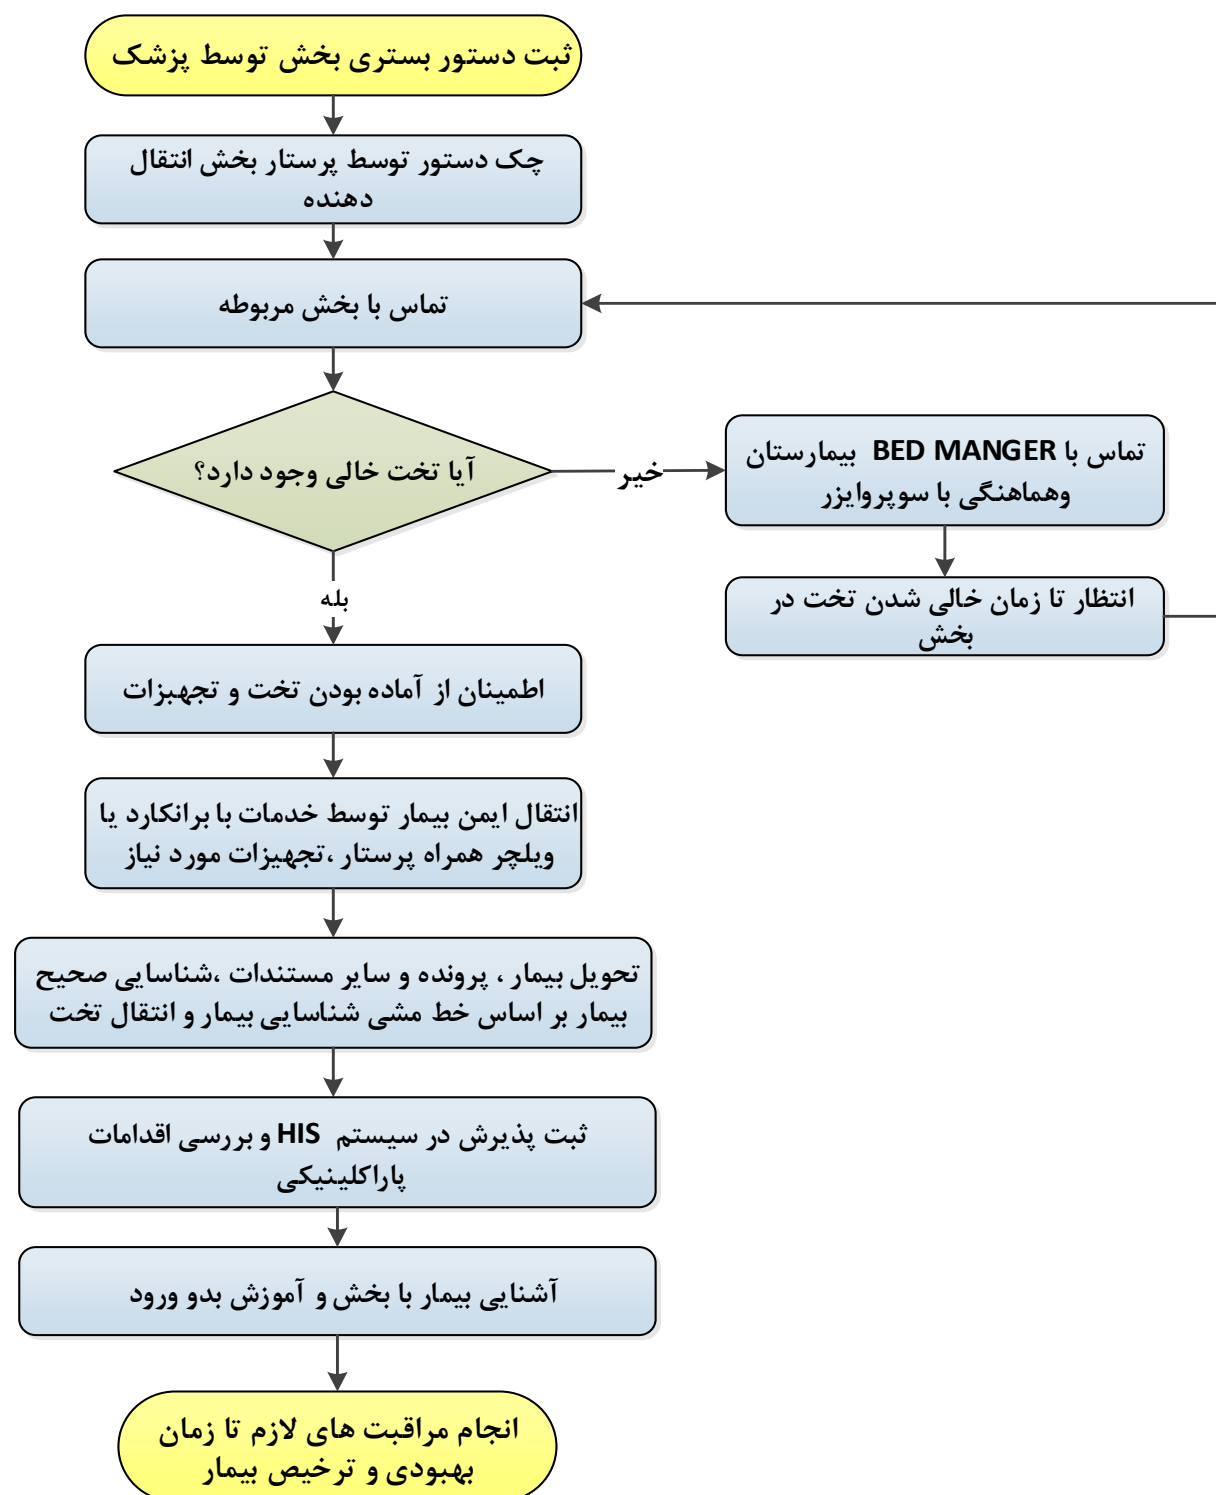 ثبت دستور بستری بخش توسط پزشک
چک دستور توسط پرستار بخش انتقال
دهنده
تماس با بخش مربوطه
آیا تخت خالی وجود دارد؟
خیر
تماس با BED MANGER بیمارستان
وهماهنگی با سوپروایزر
انتظار تا زمان خالی شدن تخت در
بخش
بله
اطمینان از آماده بودن تخت و تجهیزات
انتقال ایمن بیمار توسط خدمات با برانکارد یا
ویلچر همراه پرستار ،تجهیزات مورد نیاز
تحویل بیمار ، پرونده و سایر مستندات ،شناسایی صحیح
بیمار بر اساس خط مشی شناسایی بیمار و انتقال تخت
ثبت پذیرش در سیستم HIS و بررسی اقدامات
پاراکلینیکی
آشنایی بیمار با بخش و آموزش بدو ورود
انجام مراقبت های لازم تا زمان
بهبودی و ترخیص بیمار